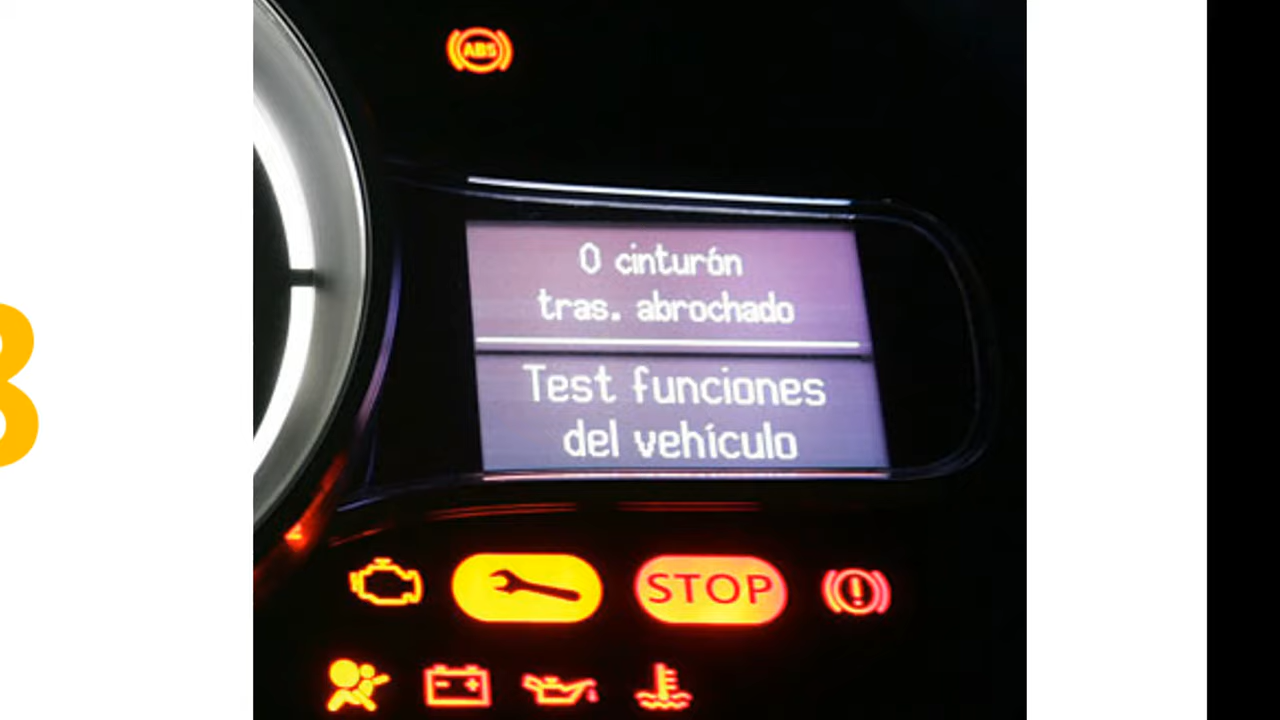 ABS
0 cinturón
tras. abrochado
Test funciones
del vehículo
STOP